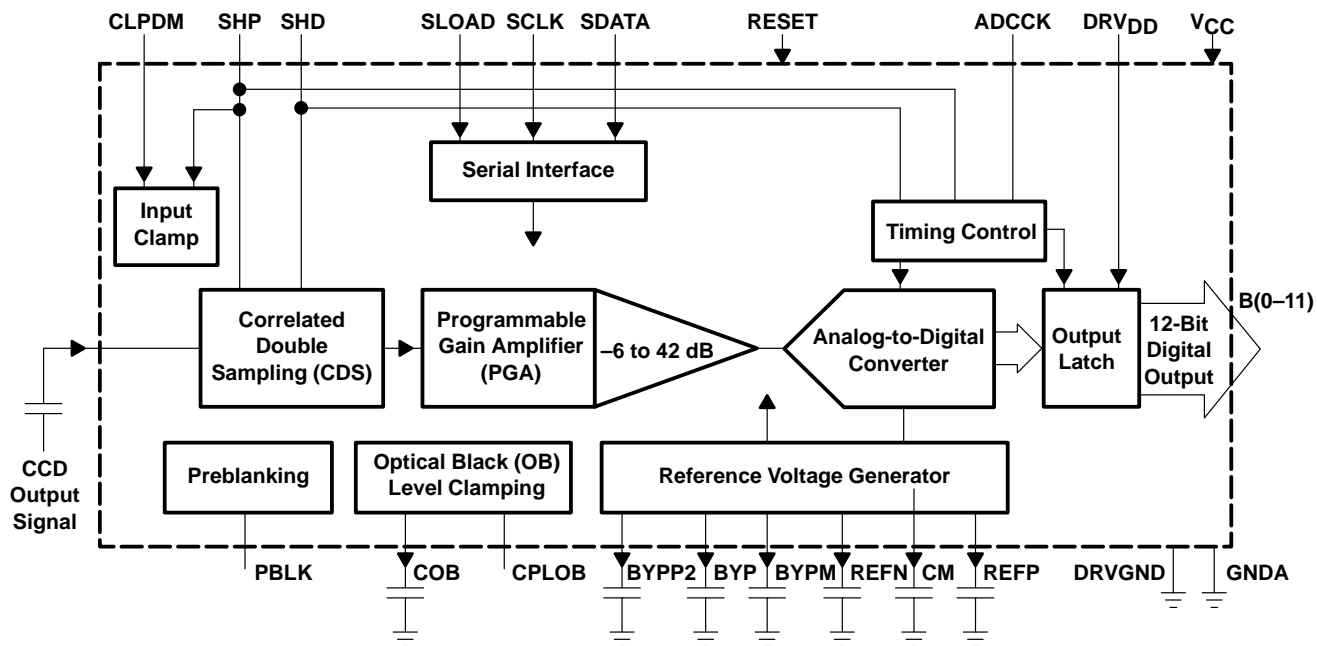 CLPDM SHP SHD SLOAD SCLK SDATA RESET ADCCK DRVDD VCC
Serial Interface
Input
Clamp
Timing Control
Correlated
Double
Sampling (CDS)
Programmable
Gain Amplifier
(PGA)
–6 to 42 dB
Analog-to-Digital
Converter
Output
Latch
12-Bit
Digital
Output
B(0–11)
CCD
Output
Signal
Preblanking
Optical Black (OB)
Level Clamping
Reference Voltage Generator
PBLK COB CPLOB BYPP2 BYP BYPM REFN CM REFP DRVGND GNDA